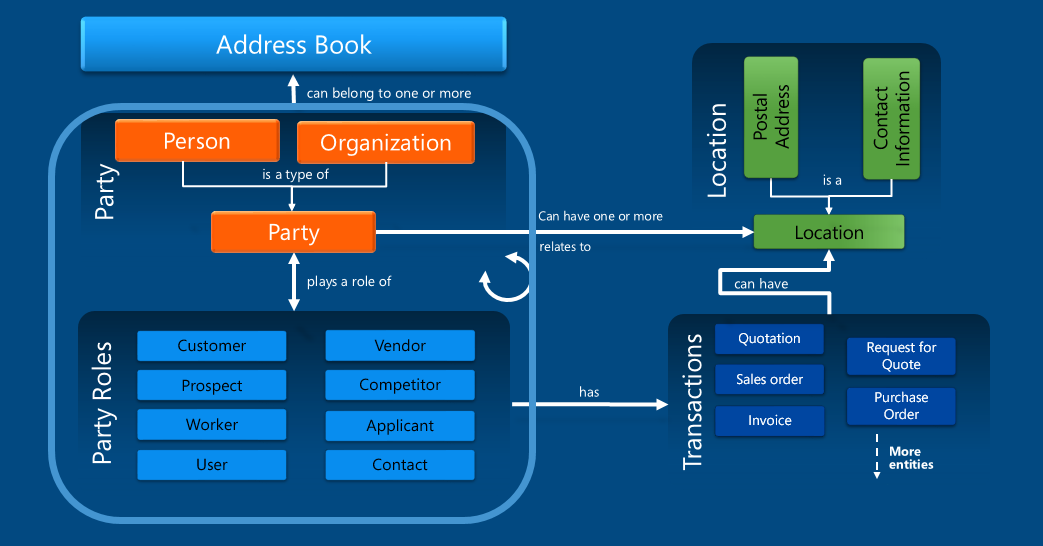 Address Book
can belong to one or more
Party
Person
Organization
is a type of
Party
plays a role of
Can have one or more
relates to
Location
Postal
Address
Contact
Information
is a
Location
can have
Party Roles
Customer
Vendor
Prospect
Competitor
Worker
Applicant
User
Contact
has
Transactions
Quotation
Sales order
Invoice
Request for
Quote
Purchase
Order
More
entities